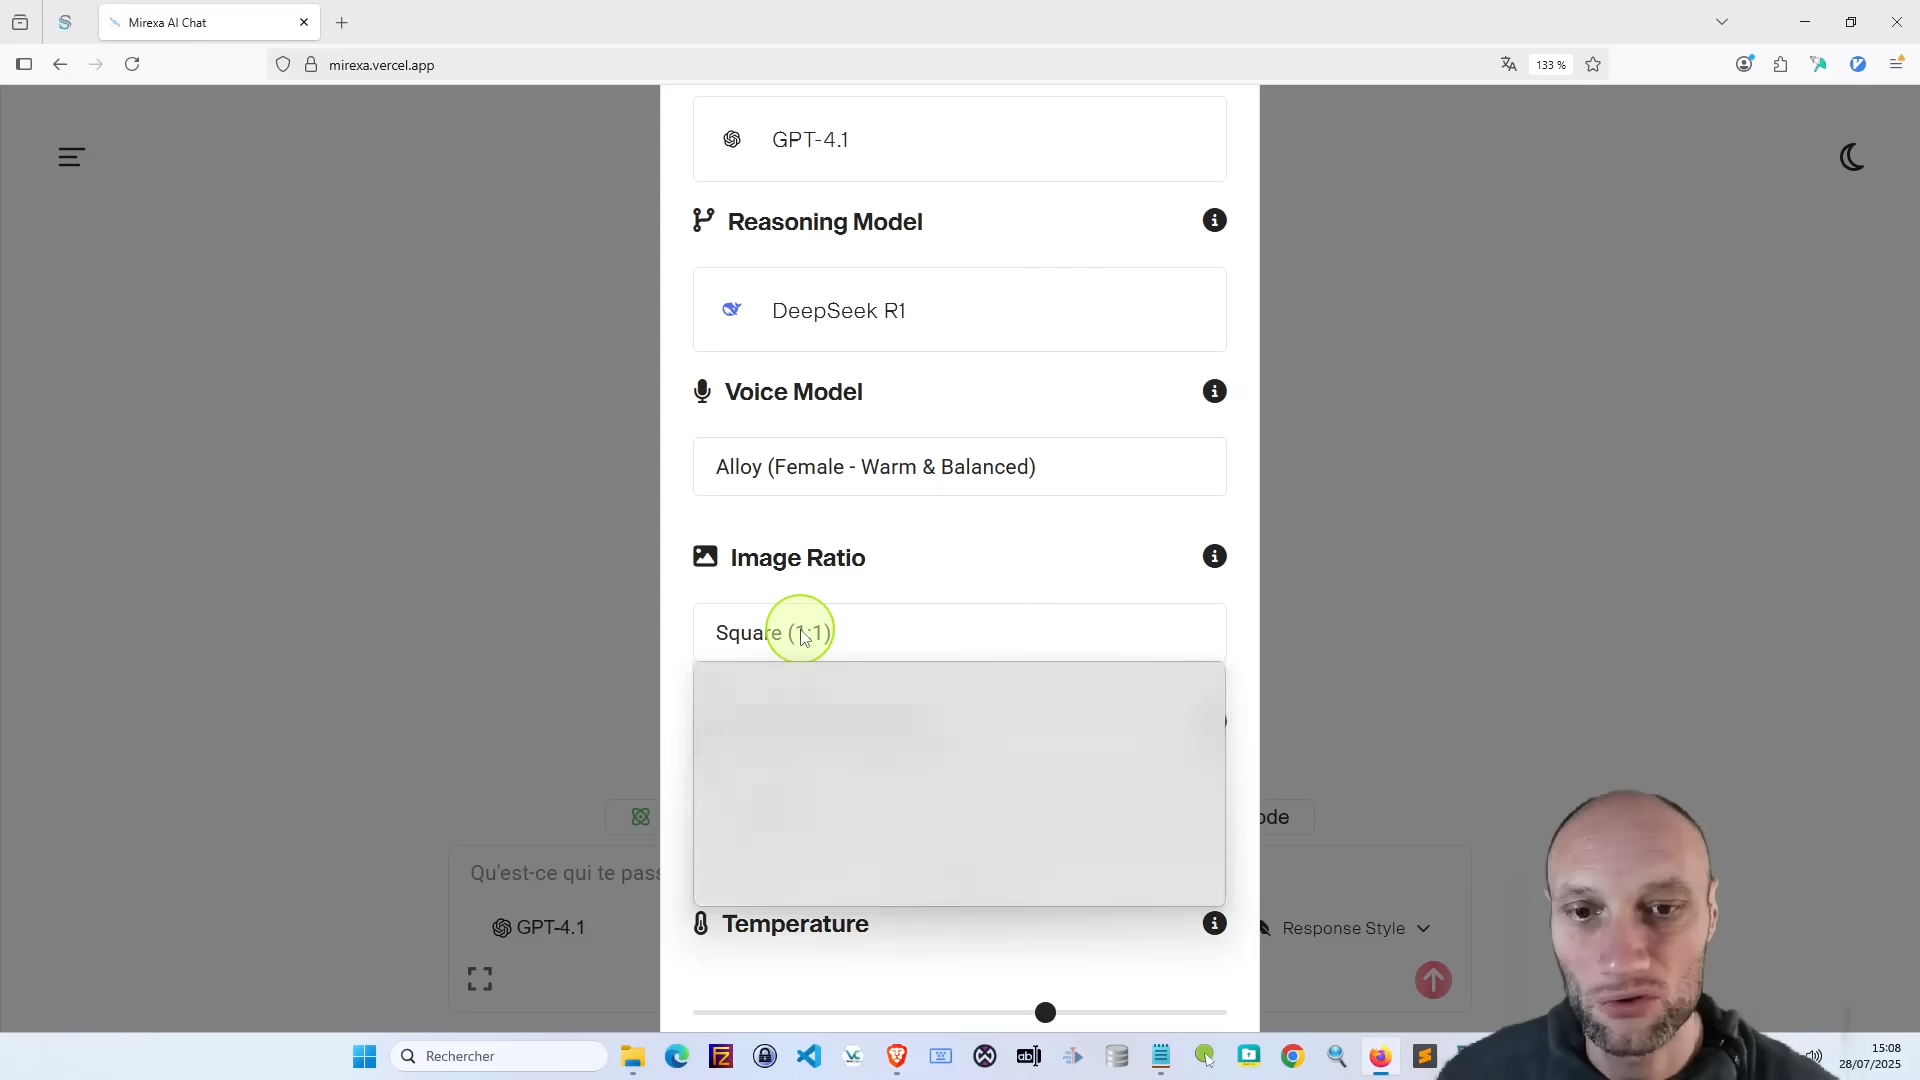 Mirexa AI Chat
mirexa.vercel.app
133 %
GPT-4.1
Reasoning Model
DeepSeek R1
Voice Model
Alloy (Female - Warm & Balanced)
Image Ratio
Square (1:1)
ode
Qu'est-ce qui te pass
GPT-4.1
Response Style
Temperature
Rechercher
15:08
28/07/2025